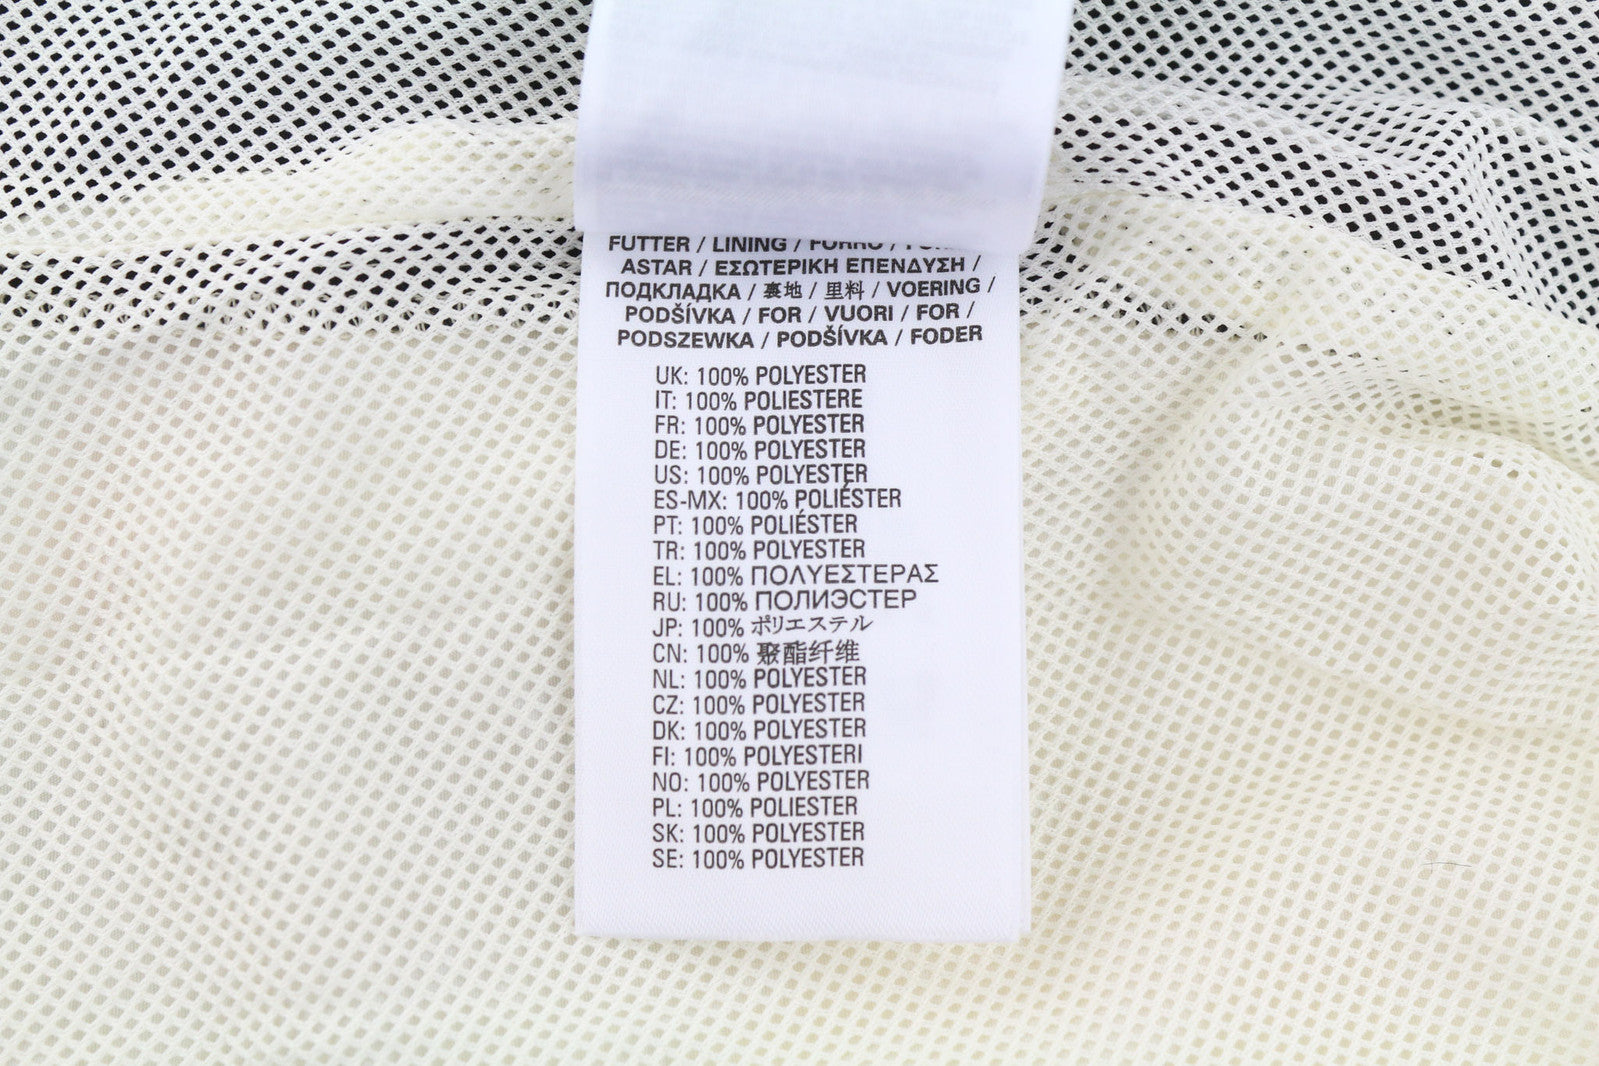 FUTTER / LINING / FORRO /
ASTAR / ΕΣΩΤΕΡΙΚΗ ΕΠΕΝΔΥΣΗ /
ПОДКЛАДКА / 裏地 / 里料 / VOERING /
PODŠÍVKA / FOR / VUORI / FOR /
PODSZEWKA / PODŠÍVKA / FODER
UK: 100% POLYESTER
IT: 100% POLIESTERE
FR: 100% POLYESTER
DE: 100% POLYESTER
US: 100% POLYESTER
ES-MX: 100% POLIÉSTER
PT: 100% POLIÉSTER
TR: 100% POLYESTER
EL: 100% ΠΟΛΥΕΣΤΕΡΑΣ
RU: 100% ПОЛИЭСТЕР
JP: 100% ポリエステル
CN: 100% 聚酯纤维
NL: 100% POLYESTER
CZ: 100% POLYESTER
DK: 100% POLYESTER
FI: 100% POLYESTERI
NO: 100% POLYESTER
PL: 100% POLIESTER
SK: 100% POLYESTER
SE: 100% POLYESTER